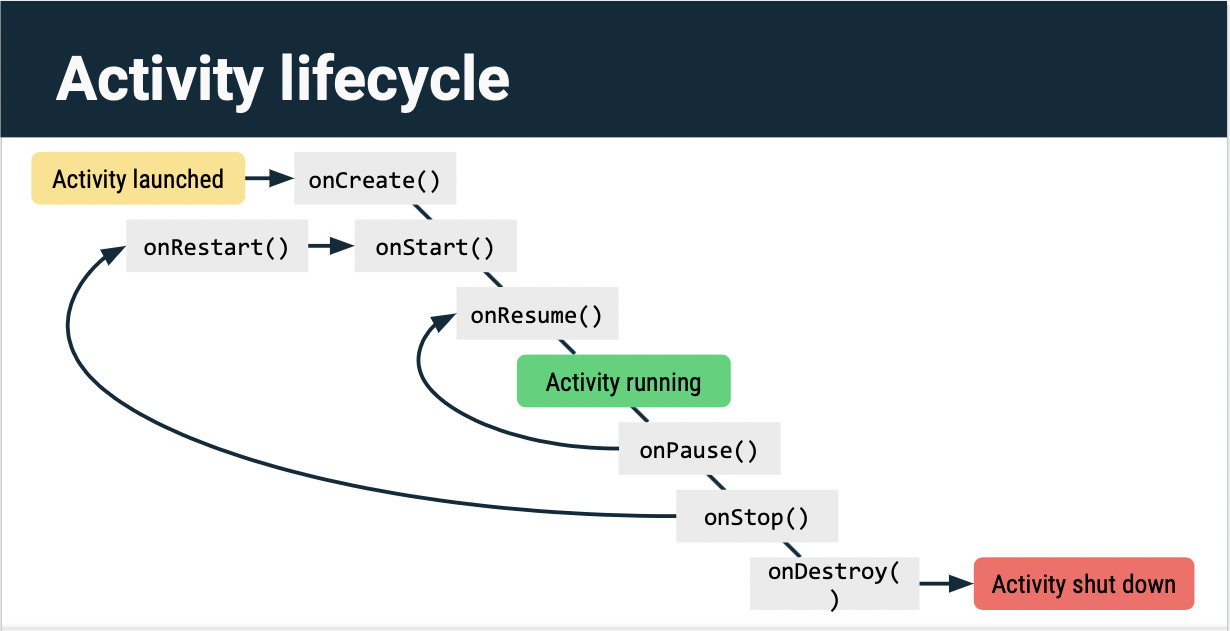 Activity lifecycle
Activity launched
onCreate()
onRestart()
onStart()
onResume()
Activity running
onPause()
onStop()
onDestroy(
)
Activity shut down